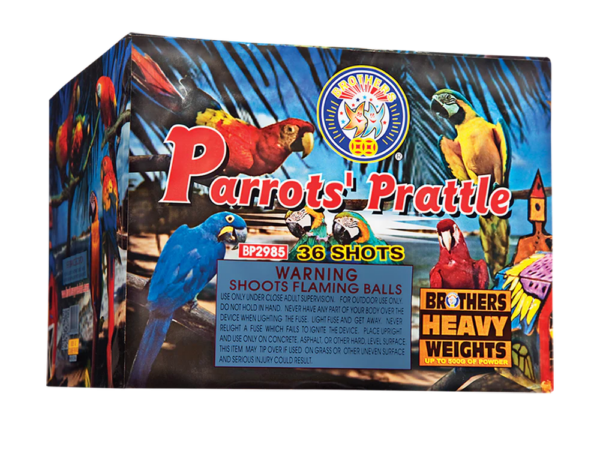 BROTHERS
Parrots' Prattle
BP2985 36 SHOTS
WARNING
SHOOTS FLAMING BALLS
USE ONLY UNDER CLOSE ADULT SUPERVISION. FOR OUTDOOR USE ONLY.
DO NOT HOLD IN HAND. NEVER HAVE ANY PART OF YOUR BODY OVER THE
DEVICE WHEN LIGHTING THE FUSE. LIGHT FUSE AND GET AWAY. NEVER
RELIGHT A FUSE WHICH FAILS TO IGNITE THE DEVICE. PLACE UPRIGHT
AND USE ONLY ON CONCRETE, ASPHALT OR OTHER HARD, LEVEL SURFACE.
THIS ITEM MAY TIP OVER IF USED ON GRASS OR OTHER UNEVEN SURFACE
AND SERIOUS INJURY COULD RESULT.
BROTHERS
HEAVY
WEIGHTS
UP TO 500G OF POWDER